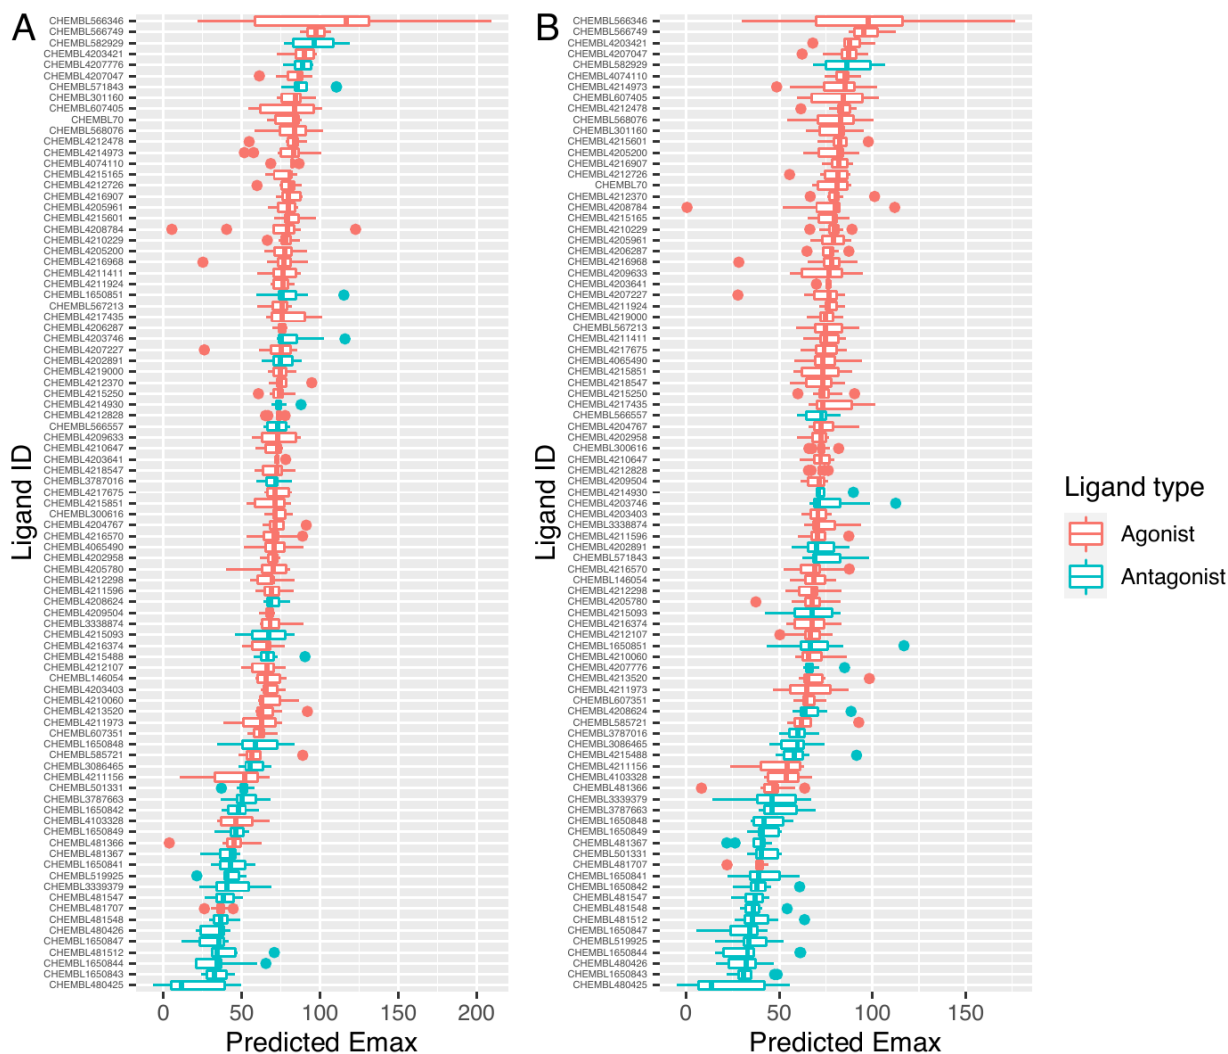 A
CHEMBL566346
CHEMBL566749
CHEMBL582929
CHEMBL4203421
CHEMBL4207776
CHEMBL4207047
CHEMBL571843
CHEMBL301160
CHEMBL607405
CHEMBL70
CHEMBL568076
CHEMBL4212478
CHEMBL4214973
CHEMBL4074110
CHEMBL4215165
CHEMBL4212726
CHEMBL4216907
CHEMBL4205961
CHEMBL4215601
CHEMBL4208784
CHEMBL4210229
CHEMBL4205200
CHEMBL4216968
CHEMBL4211411
CHEMBL4211924
CHEMBL1650851
CHEMBL567213
CHEMBL4217435
CHEMBL4206287
CHEMBL4203746
CHEMBL4207227
CHEMBL4202891
CHEMBL4219000
CHEMBL4212370
CHEMBL4215250
CHEMBL4214930
CHEMBL4212828
CHEMBL566557
CHEMBL4209633
CHEMBL4210647
CHEMBL4203641
CHEMBL4218547
CHEMBL3787016
CHEMBL4217675
CHEMBL4215851
CHEMBL300616
CHEMBL4204767
CHEMBL4216570
CHEMBL4065490
CHEMBL4202958
CHEMBL4205780
CHEMBL4212298
CHEMBL4211596
CHEMBL4208624
CHEMBL4209504
CHEMBL3338874
CHEMBL4215093
CHEMBL4216374
CHEMBL4215488
CHEMBL4212107
CHEMBL146054
CHEMBL4203403
CHEMBL4210060
CHEMBL4213520
CHEMBL4211973
CHEMBL607351
CHEMBL1650848
CHEMBL585721
CHEMBL3086465
CHEMBL4211156
CHEMBL501331
CHEMBL3787663
CHEMBL1650842
CHEMBL4103328
CHEMBL1650849
CHEMBL481366
CHEMBL481367
CHEMBL1650841
CHEMBL519925
CHEMBL3339379
CHEMBL481547
CHEMBL481707
CHEMBL481548
CHEMBL480426
CHEMBL1650847
CHEMBL481512
CHEMBL1650844
CHEMBL1650843
CHEMBL480425
Ligand ID
0 50 100 150 200
Predicted Emax
B
CHEMBL566346
CHEMBL566749
CHEMBL4203421
CHEMBL4207047
CHEMBL582929
CHEMBL4074110
CHEMBL4214973
CHEMBL607405
CHEMBL4212478
CHEMBL568076
CHEMBL301160
CHEMBL4215601
CHEMBL4205200
CHEMBL4216907
CHEMBL4212726
CHEMBL70
CHEMBL4212370
CHEMBL4208784
CHEMBL4215165
CHEMBL4210229
CHEMBL4205961
CHEMBL4206287
CHEMBL4216968
CHEMBL4209633
CHEMBL4203641
CHEMBL4207227
CHEMBL4211924
CHEMBL4219000
CHEMBL567213
CHEMBL4211411
CHEMBL4217675
CHEMBL4065490
CHEMBL4215851
CHEMBL4218547
CHEMBL4215250
CHEMBL4217435
CHEMBL566557
CHEMBL4204767
CHEMBL4202958
CHEMBL300616
CHEMBL4210647
CHEMBL4212828
CHEMBL4209504
CHEMBL4214930
CHEMBL4203746
CHEMBL4203403
CHEMBL3338874
CHEMBL4211596
CHEMBL4202891
CHEMBL571843
CHEMBL4216570
CHEMBL146054
CHEMBL4212298
CHEMBL4205780
CHEMBL4215093
CHEMBL4216374
CHEMBL4212107
CHEMBL1650851
CHEMBL4210060
CHEMBL4207776
CHEMBL4213520
CHEMBL4211973
CHEMBL607351
CHEMBL4208624
CHEMBL585721
CHEMBL3787016
CHEMBL3086465
CHEMBL4215488
CHEMBL4211156
CHEMBL4103328
CHEMBL481366
CHEMBL3339379
CHEMBL3787663
CHEMBL1650848
CHEMBL1650849
CHEMBL481367
CHEMBL501331
CHEMBL481707
CHEMBL1650841
CHEMBL1650842
CHEMBL481547
CHEMBL481548
CHEMBL481512
CHEMBL1650847
CHEMBL519925
CHEMBL1650844
CHEMBL480426
CHEMBL1650843
CHEMBL480425
Ligand ID
0 50 100 150
Predicted Emax
Ligand type
Agonist
Antagonist